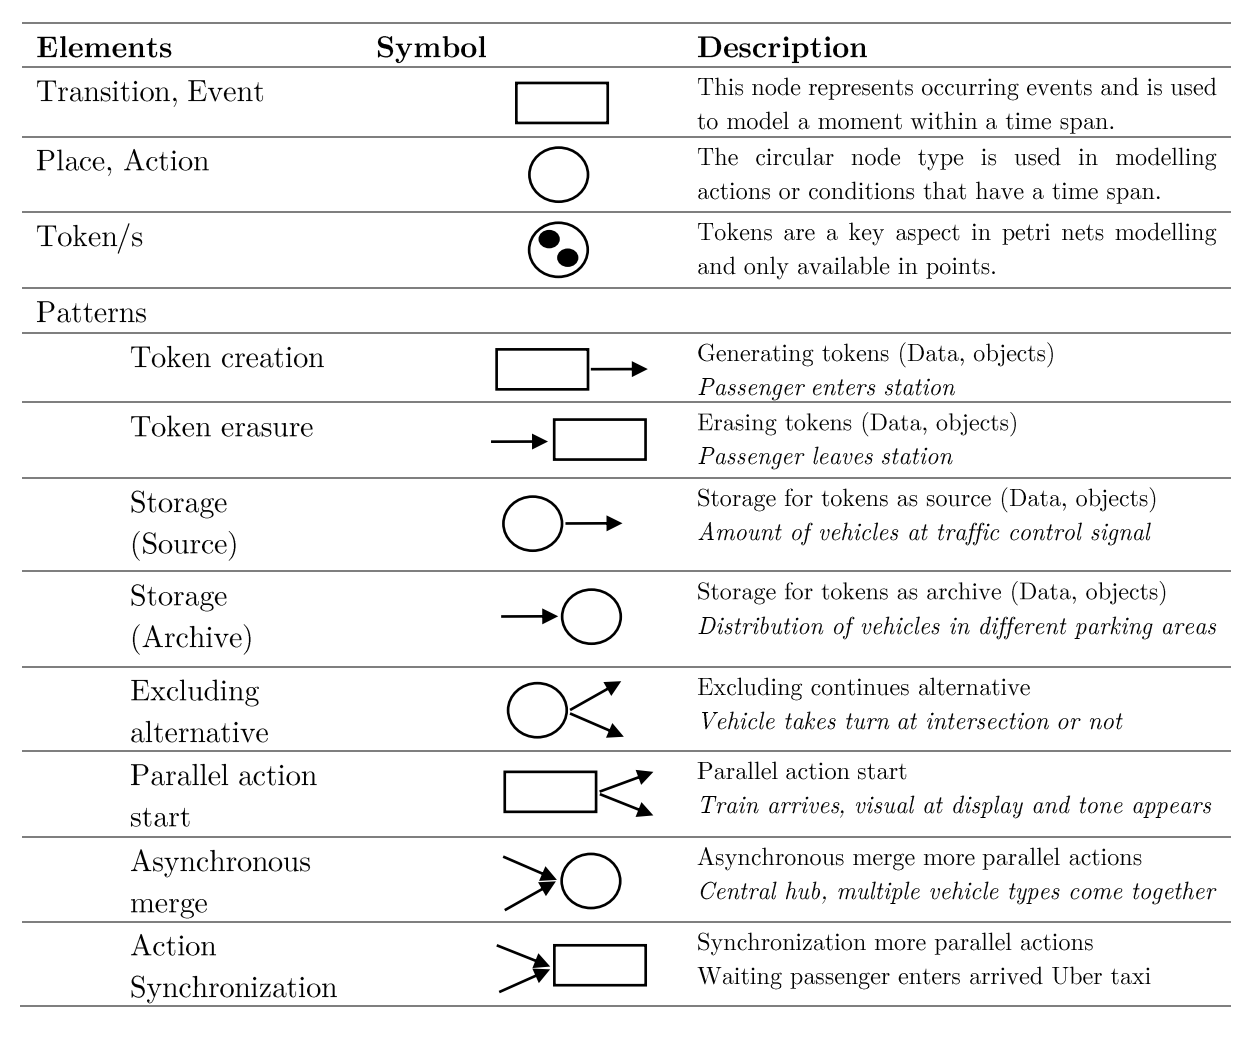 Elements Symbol Description
Transition, Event
This node represents occurring events and is used
to model a moment within a time span.
Place, Action
The circular node type is used in modelling
actions or conditions that have a time span.
Token/s
Tokens are a key aspect in petri nets modelling
and only available in points.
Patterns
Token creation
Generating tokens (Data, objects)
Passenger enters station
Token erasure
Erasing tokens (Data, objects)
Passenger leaves station
Storage
(Source)
Storage for tokens as source (Data, objects)
Amount of vehicles at traffic control signal
Storage
(Archive)
Storage for tokens as archive (Data, objects)
Distribution of vehicles in different parking areas
Excluding
alternative
Excluding continues alternative
Vehicle takes turn at intersection or not
Parallel action
start
Parallel action start
Train arrives, visual at display and tone appears
Asynchronous
merge
Asynchronous merge more parallel actions
Central hub, multiple vehicle types come together
Action
Synchronization
Synchronization more parallel actions
Waiting passenger enters arrived Uber taxi